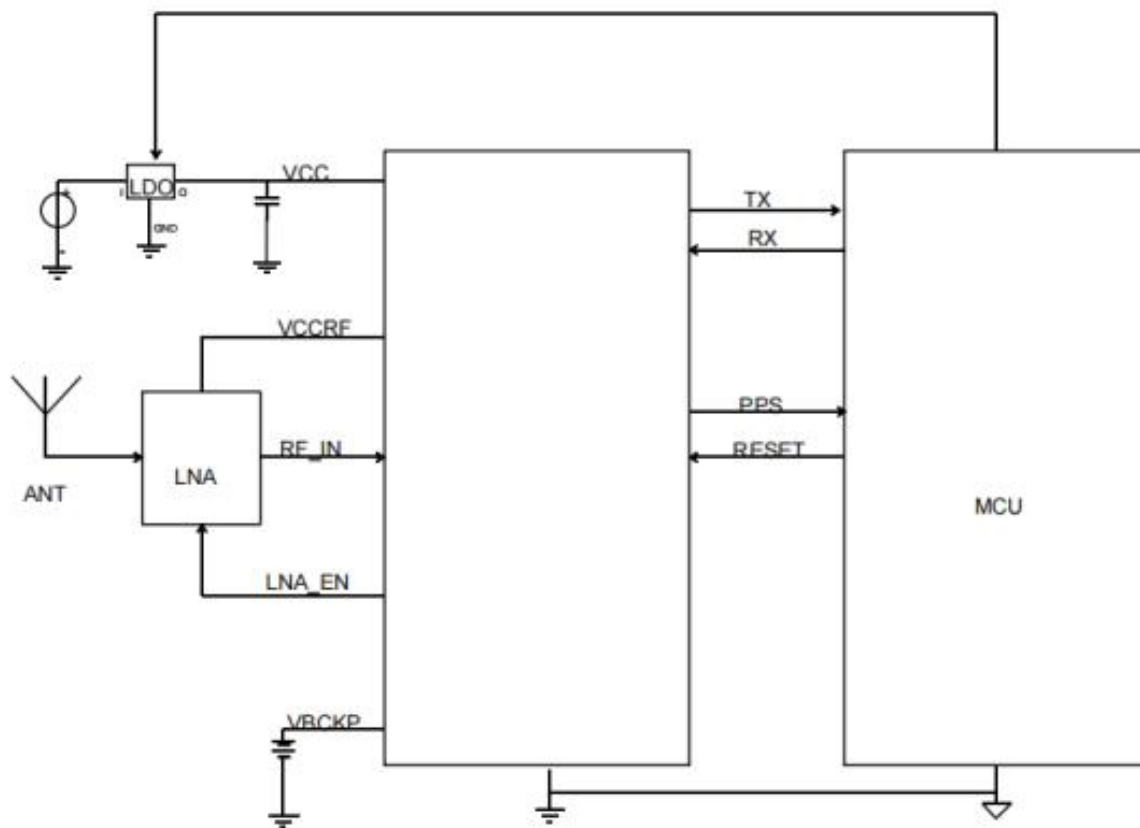 LDO
I
O
GND
+
-
VCC
TX
RX
VCCRF
ANT
LNA
RF_IN
LNA_EN
PPS
RESET
MCU
VBCKP